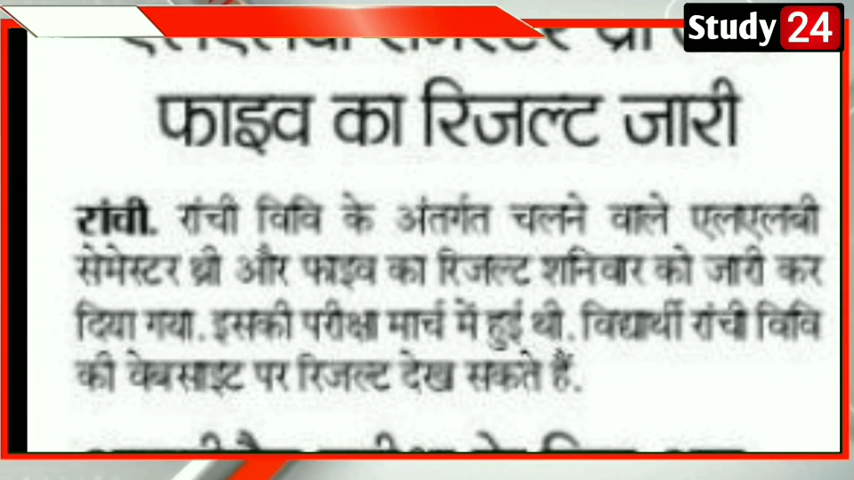 Study 24
फाइव का रिजल्ट जारी
रांची. रांची विवि के अंतर्गत चलने वाले एलएलबी
सेमेस्टर थ्री और फाइव का रिजल्ट शनिवार को जारी कर
दिया गया. इसकी परीक्षा मार्च में हुई थी. विद्यार्थी रांची विवि
की वेबसाइट पर रिजल्ट देख सकते हैं.